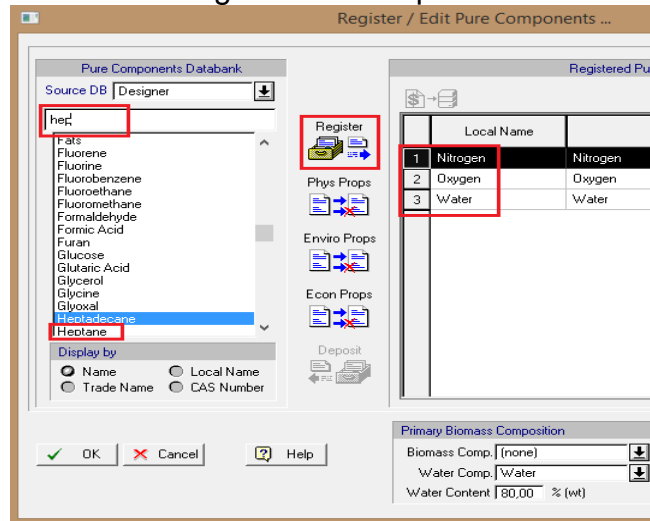 Register / Edit Pure Components ...
Pure Components Databank
Source DB Designer
hep
Fats
Fluorene
Fluorine
Fluorobenzene
Fluoroethane
Fluoromethane
Formaldehyde
Formic Acid
Furan
Glucose
Glutaric Acid
Glycerol
Glycine
Glyoxal
Heptadecane
Heptane
Display by
Name Local Name
Trade Name CAS Number
Register
Phys Props
Enviro Props
Econ Props
Deposit
Registered Pu
Local Name
1 Nitrogen Nitrogen
2 Oxygen Oxygen
3 Water Water
OK Cancel Help
Primary Biomass Composition
Biomass Comp. (none)
Water Comp. Water
Water Content 80,00 % (wt)